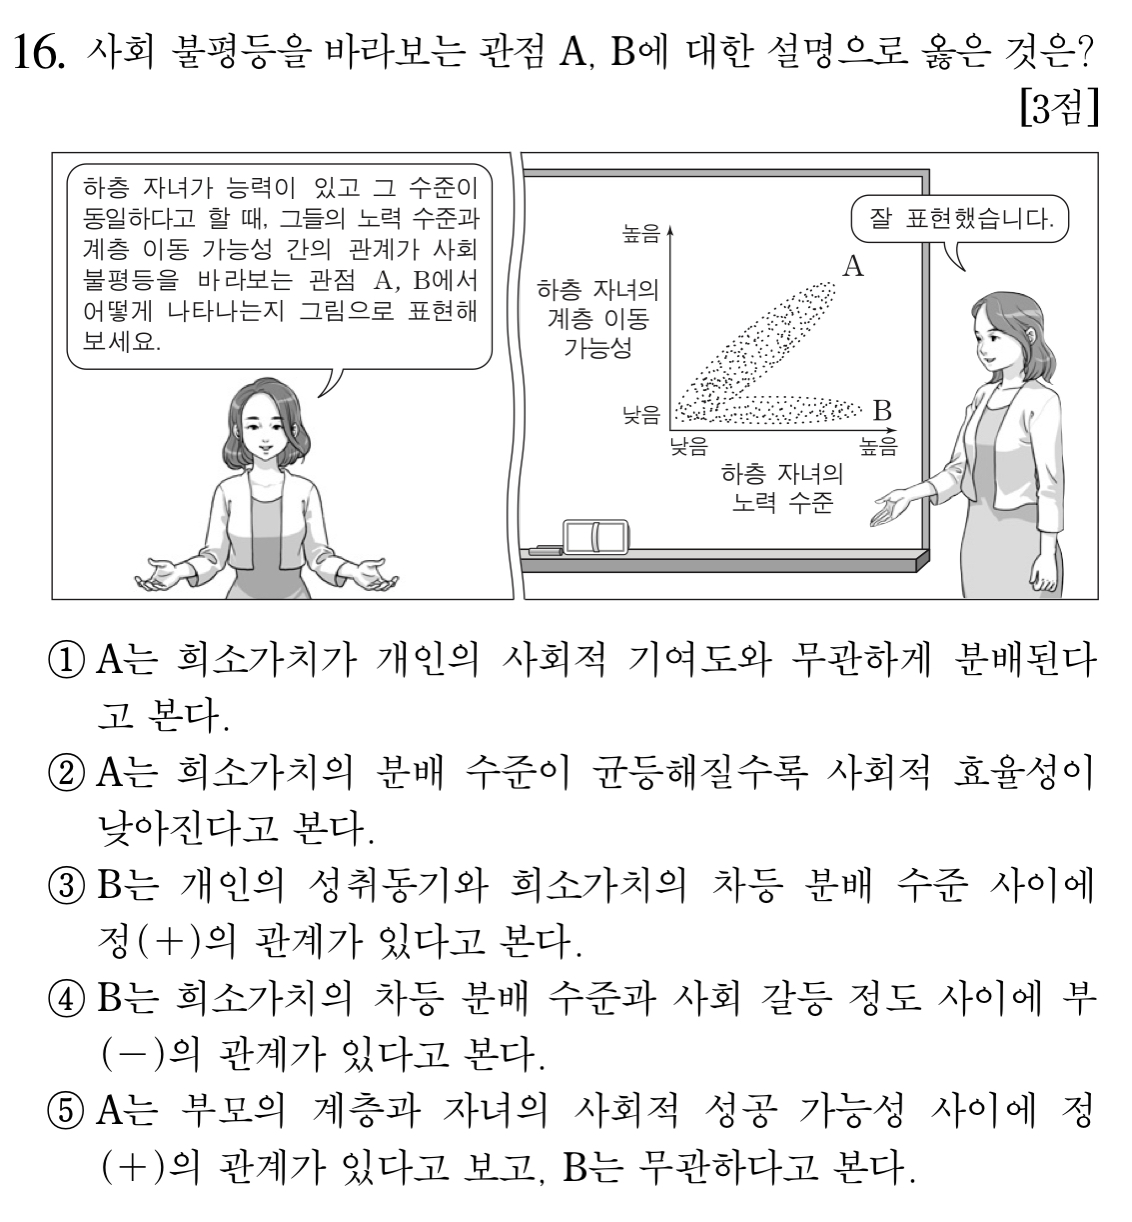 16. 사회 불평등을 바라보는 관점 A, B에 대한 설명으로 옳은 것은?
[3점]
하층 자녀가 능력이 있고 그 수준이
동일하다고 할 때, 그들의 노력 수준과
계층 이동 가능성 간의 관계가 사회
불평등을 바라보는 관점 A, B에서
어떻게 나타나는지 그림으로 표현해
보세요.
잘 표현했습니다.
높음
하층 자녀의
계층 이동
가능성
낮음
A
B
낮음
높음
하층 자녀의
노력 수준
① A는 희소가치가 개인의 사회적 기여도와 무관하게 분배된다
고 본다.
② A는 희소가치의 분배 수준이 균등해질수록 사회적 효율성이
낮아진다고 본다.
③ B는 개인의 성취동기와 희소가치의 차등 분배 수준 사이에
정(+)의 관계가 있다고 본다.
④ B는 희소가치의 차등 분배 수준과 사회 갈등 정도 사이에 부
(-)의 관계가 있다고 본다.
⑤ A는 부모의 계층과 자녀의 사회적 성공 가능성 사이에 정
(+)의 관계가 있다고 보고, B는 무관하다고 본다.